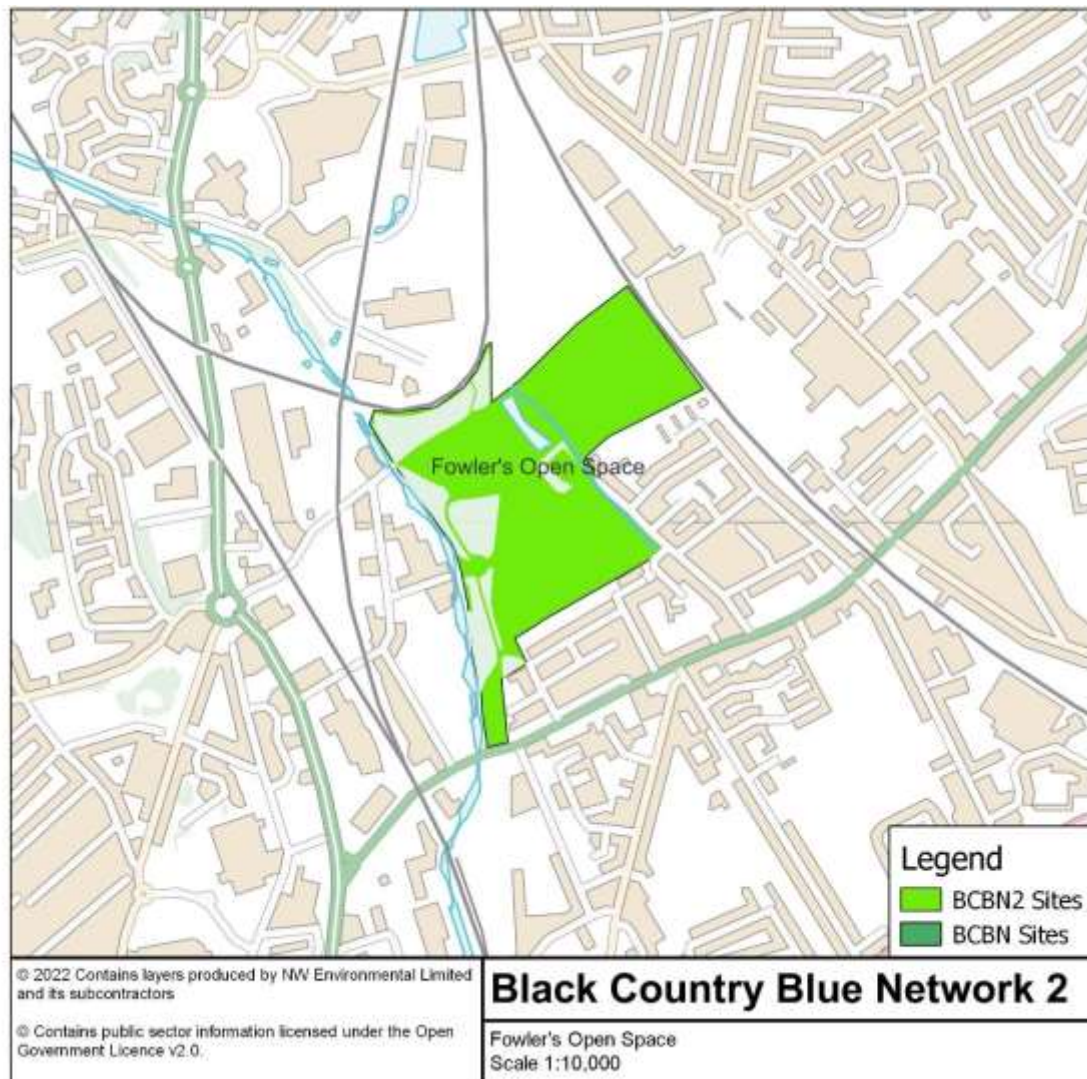 Fowler's Open Space
Legend
BCBN2 Sites
BCBN Sites
© 2022 Contains layers produced by NW Environmental Limited
and its subcontractors
© Contains public sector information licensed under the Open
Government Licence v2.0.
Black Country Blue Network 2
Fowler's Open Space
Scale 1:10,000